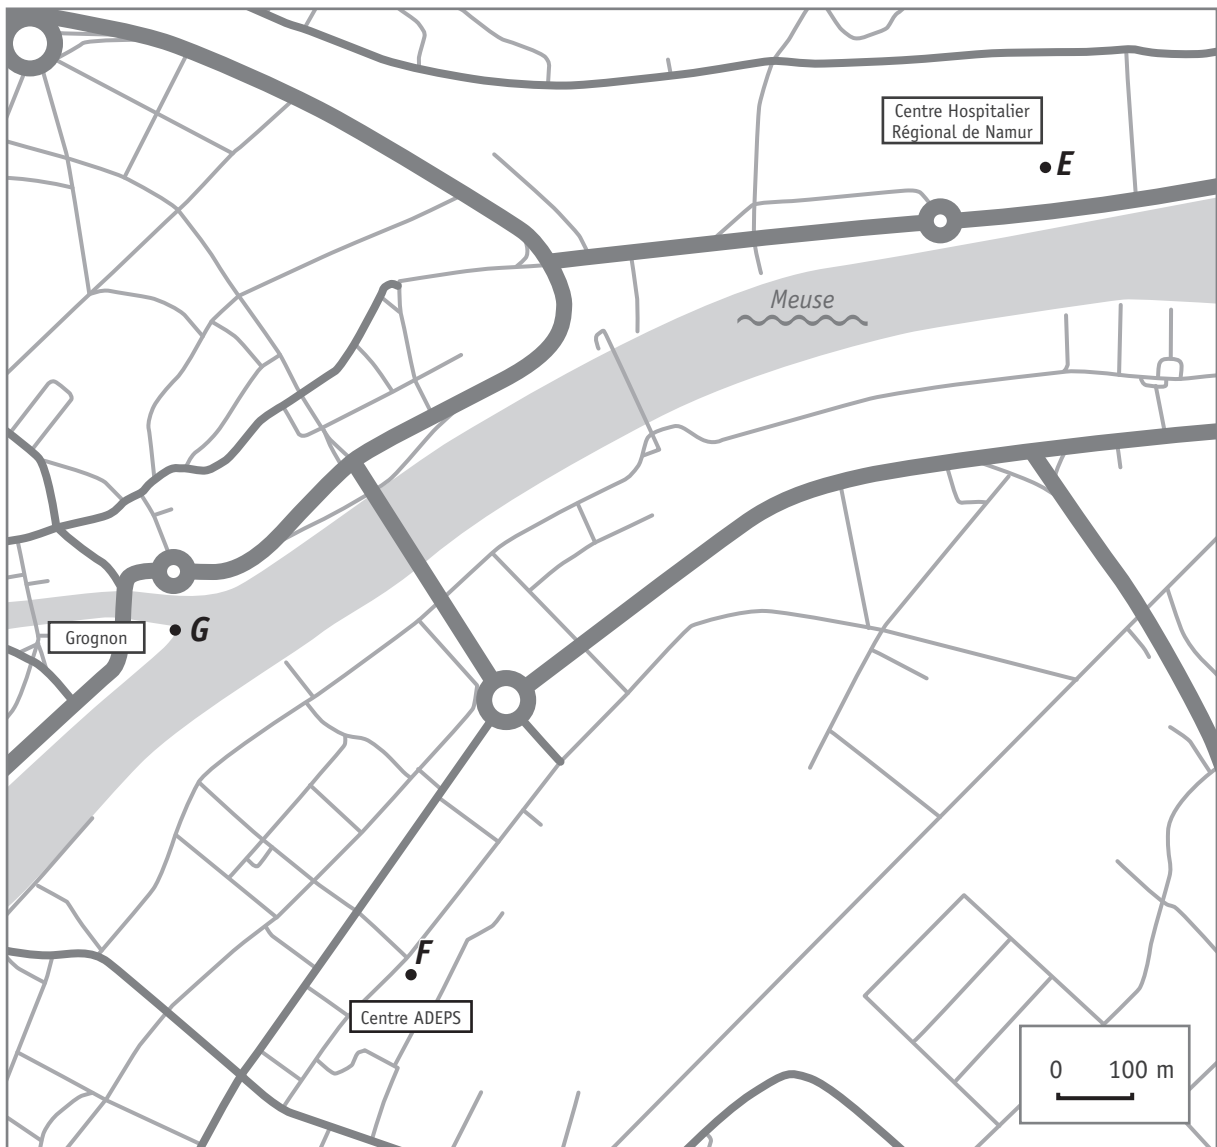 Centre Hospitalier
Régional de Namur
E
Meuse
Grognon
G
F
Centre ADEPS
0 100 m